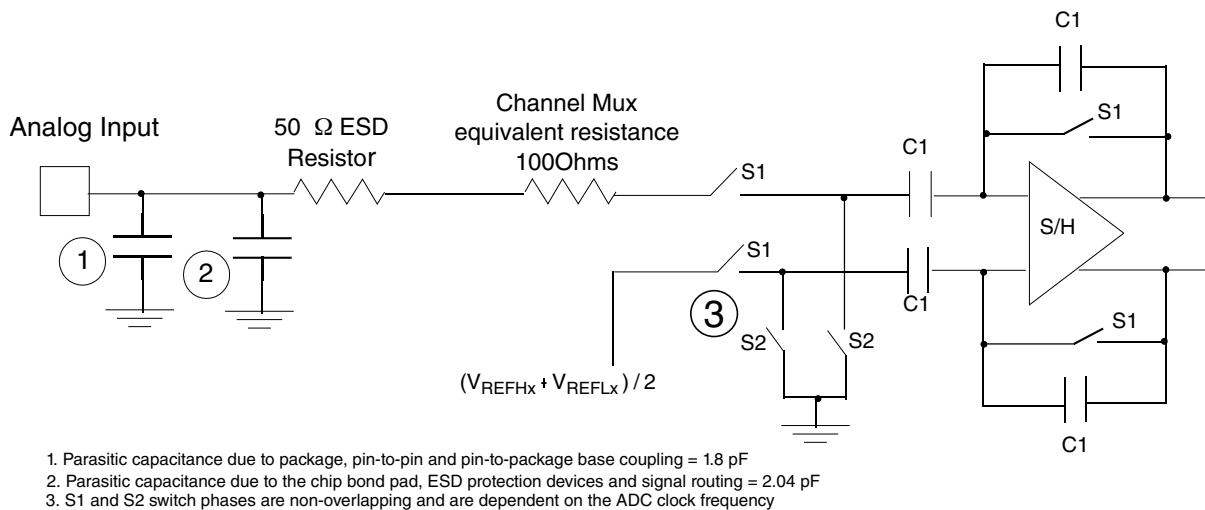 C1
Channel Mux
equivalent resistance
100Ohms
Analog Input
50 Ω ESD
Resistor
S1
S1
C1
S/H
1
2
S1
3
C1
S2
S2
S1
(VREFHx + VREFLx) / 2
C1
1. Parasitic capacitance due to package, pin-to-pin and pin-to-package base coupling = 1.8 pF
2. Parasitic capacitance due to the chip bond pad, ESD protection devices and signal routing = 2.04 pF
3. S1 and S2 switch phases are non-overlapping and are dependent on the ADC clock frequency